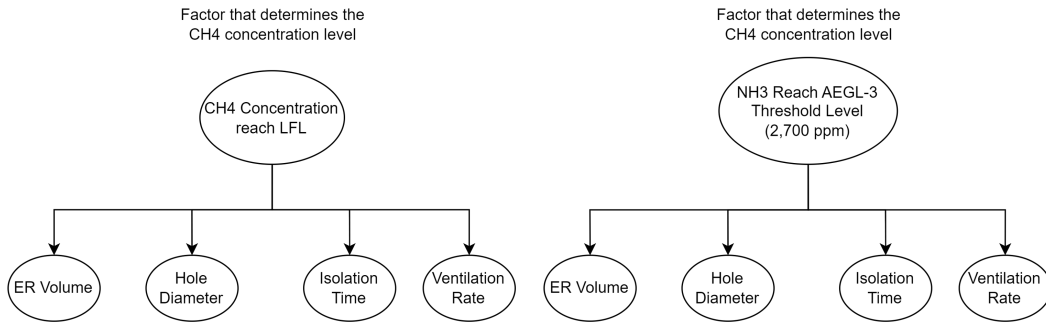 Factor that determines the
CH4 concentration level
CH4 Concentration
reach LFL
ER Volume
Hole
Diameter
Isolation
Time
Ventilation
Rate
Factor that determines the
CH4 concentration level
NH3 Reach AEGL-3
Threshold Level
(2,700 ppm)
ER Volume
Hole
Diameter
Isolation
Time
Ventilation
Rate